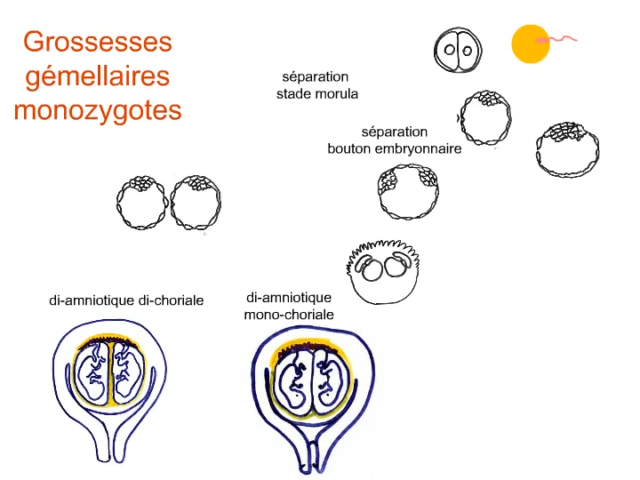 Grossesses
gémellaires
monozygotes
séparation
stade morula
séparation
bouton embryonnaire
di-amniotique di-choriale
di-amniotique
mono-choriale